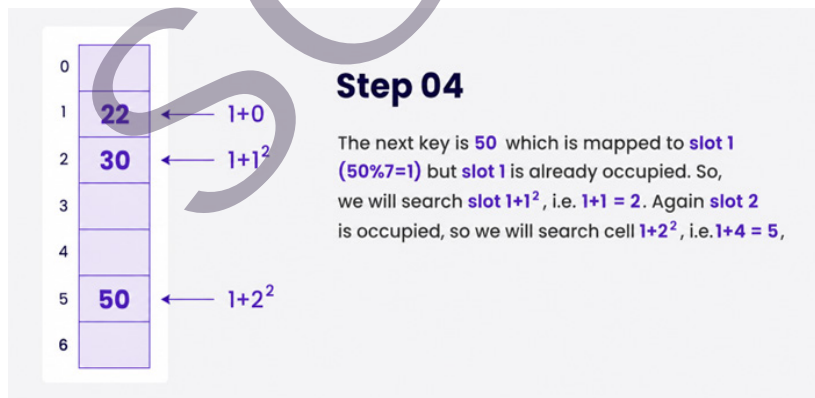 Step 04
The next key is 50 which is mapped to slot 1
(50%7=1) but slot 1 is already occupied. So,
we will search slot 1+1², i.e. 1+1 = 2. Again slot 2
is occupied, so we will search cell 1+2², i.e.1+4 = 5,
0
1 22 1+0
2 30 1+1²
3
4
5 50 1+2²
6